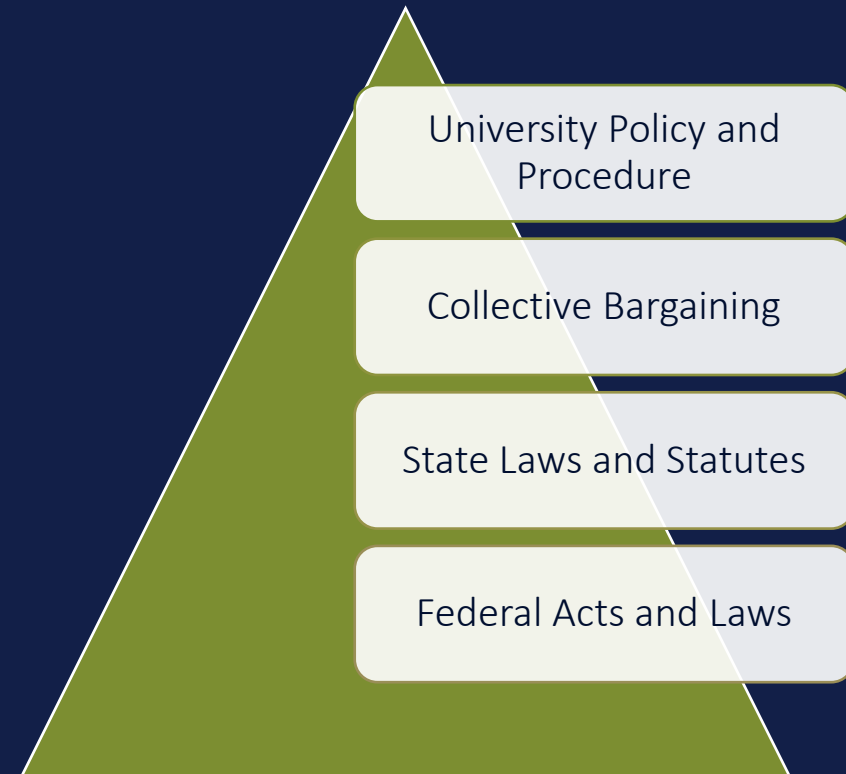 University Policy and
Procedure
Collective Bargaining
State Laws and Statutes
Federal Acts and Laws